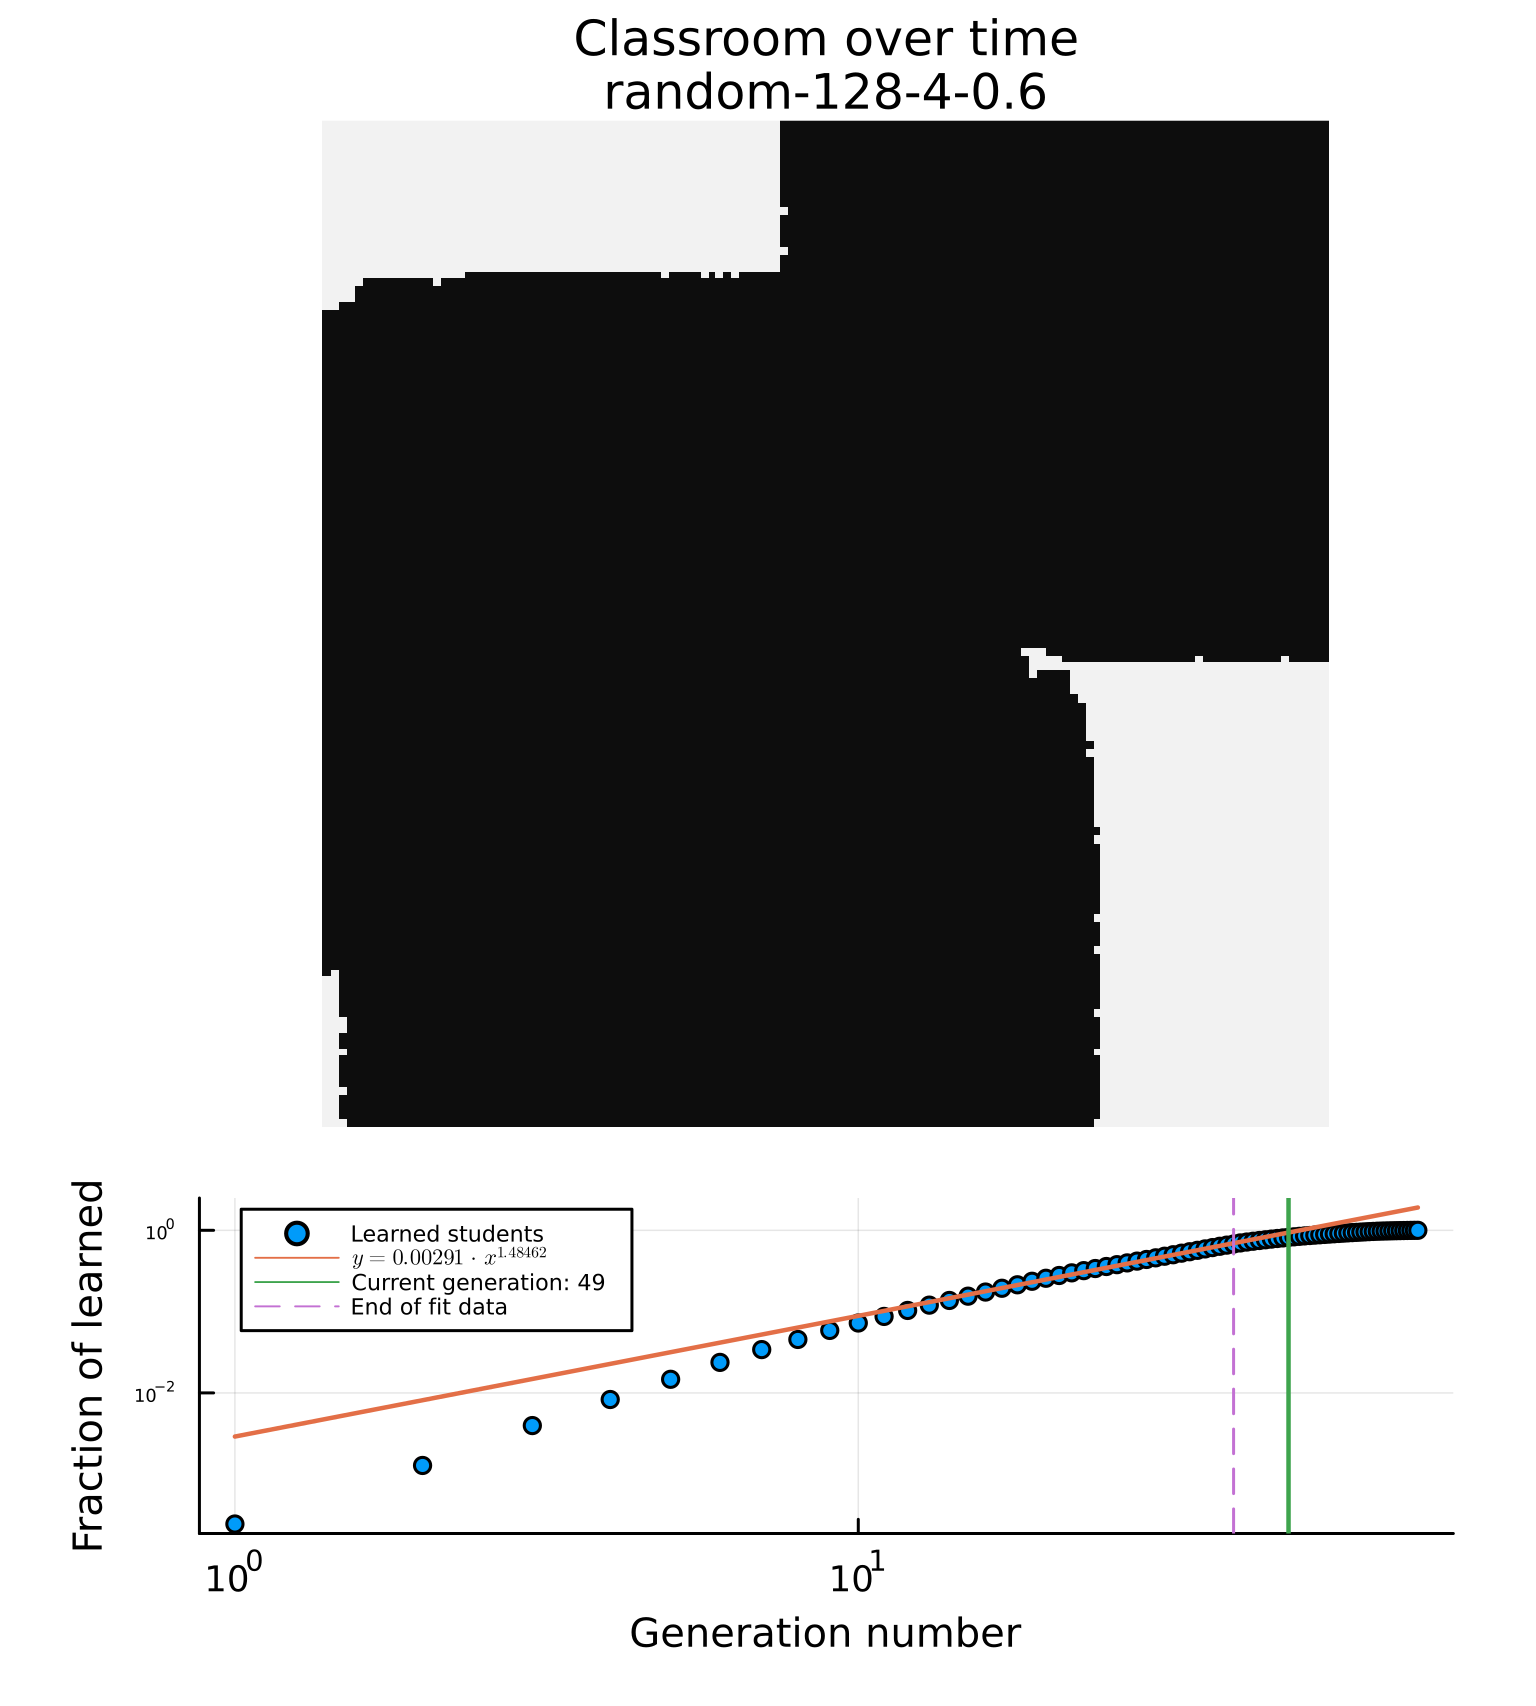 Classroom over time
random-128-4-0.6
Fraction of learned
10^0
10^-2
Learned students
y = 0.00291 · x^1.48462
Current generation: 49
End of fit data
10^0
10^1
Generation number